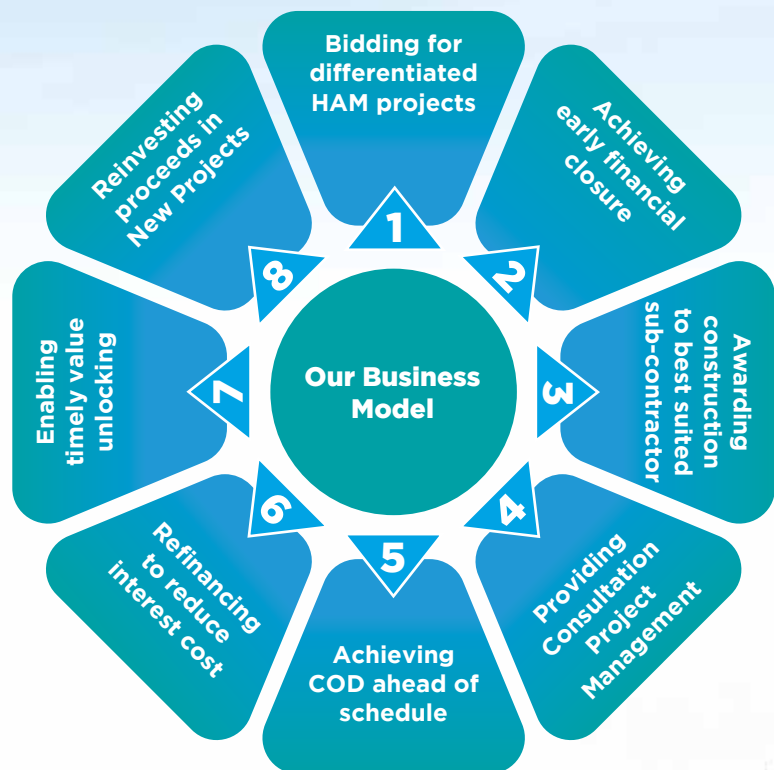 Our Business
Model
1
Bidding for
differentiated
HAM projects
2
Achieving
early financial
closure
3
Awarding
construction
to best suited
sub-contractor
4
Providing
Consultation
Project
Management
5
Achieving
COD ahead of
schedule
6
Refinancing
to reduce
interest cost
7
Enabling
timely value
unlocking
8
Reinvesting
proceeds in
New Projects